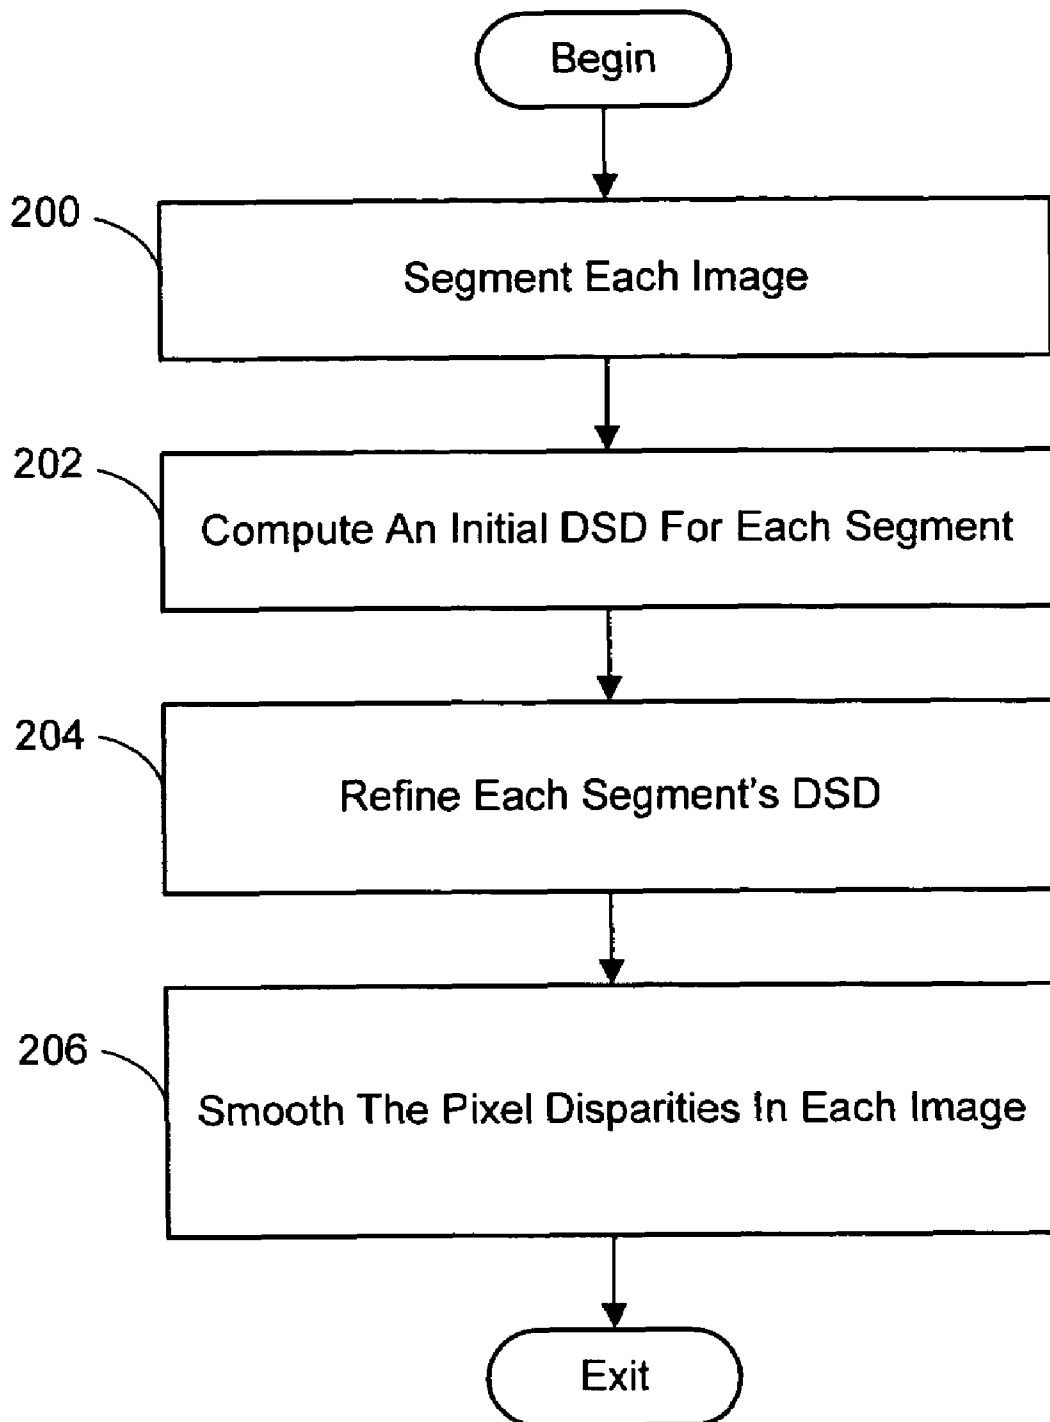 Begin
200
Segment Each Image
202
Compute An Initial DSD For Each Segment
204
Refine Each Segment's DSD
206
Smooth The Pixel Disparities In Each Image
Exit